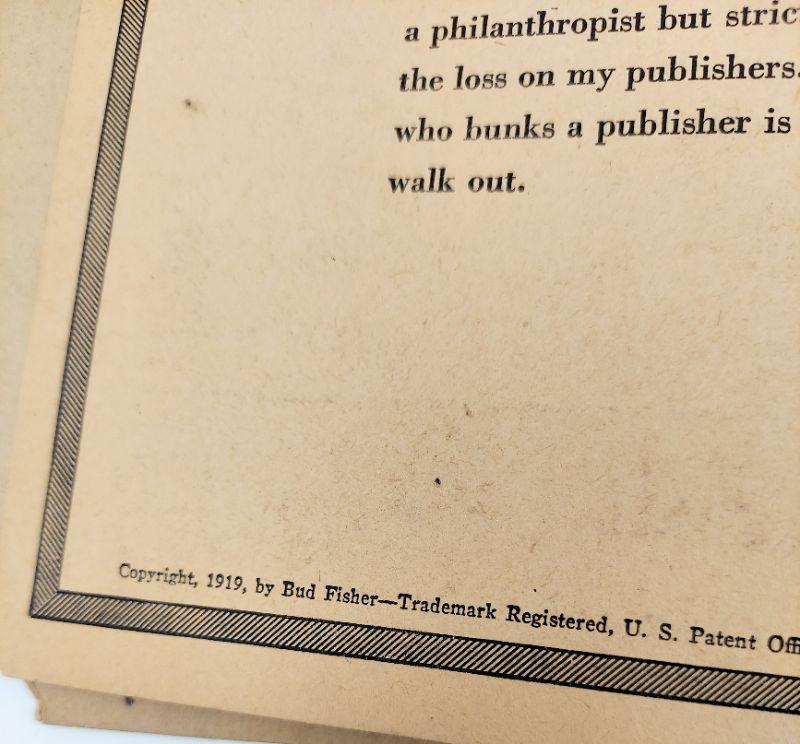 a philanthropist but stric
the loss on my publishers.
who bunks a publisher is
walk out.
Copyright, 1919, by Bud Fisher—Trademark Registered, U. S. Patent Offi